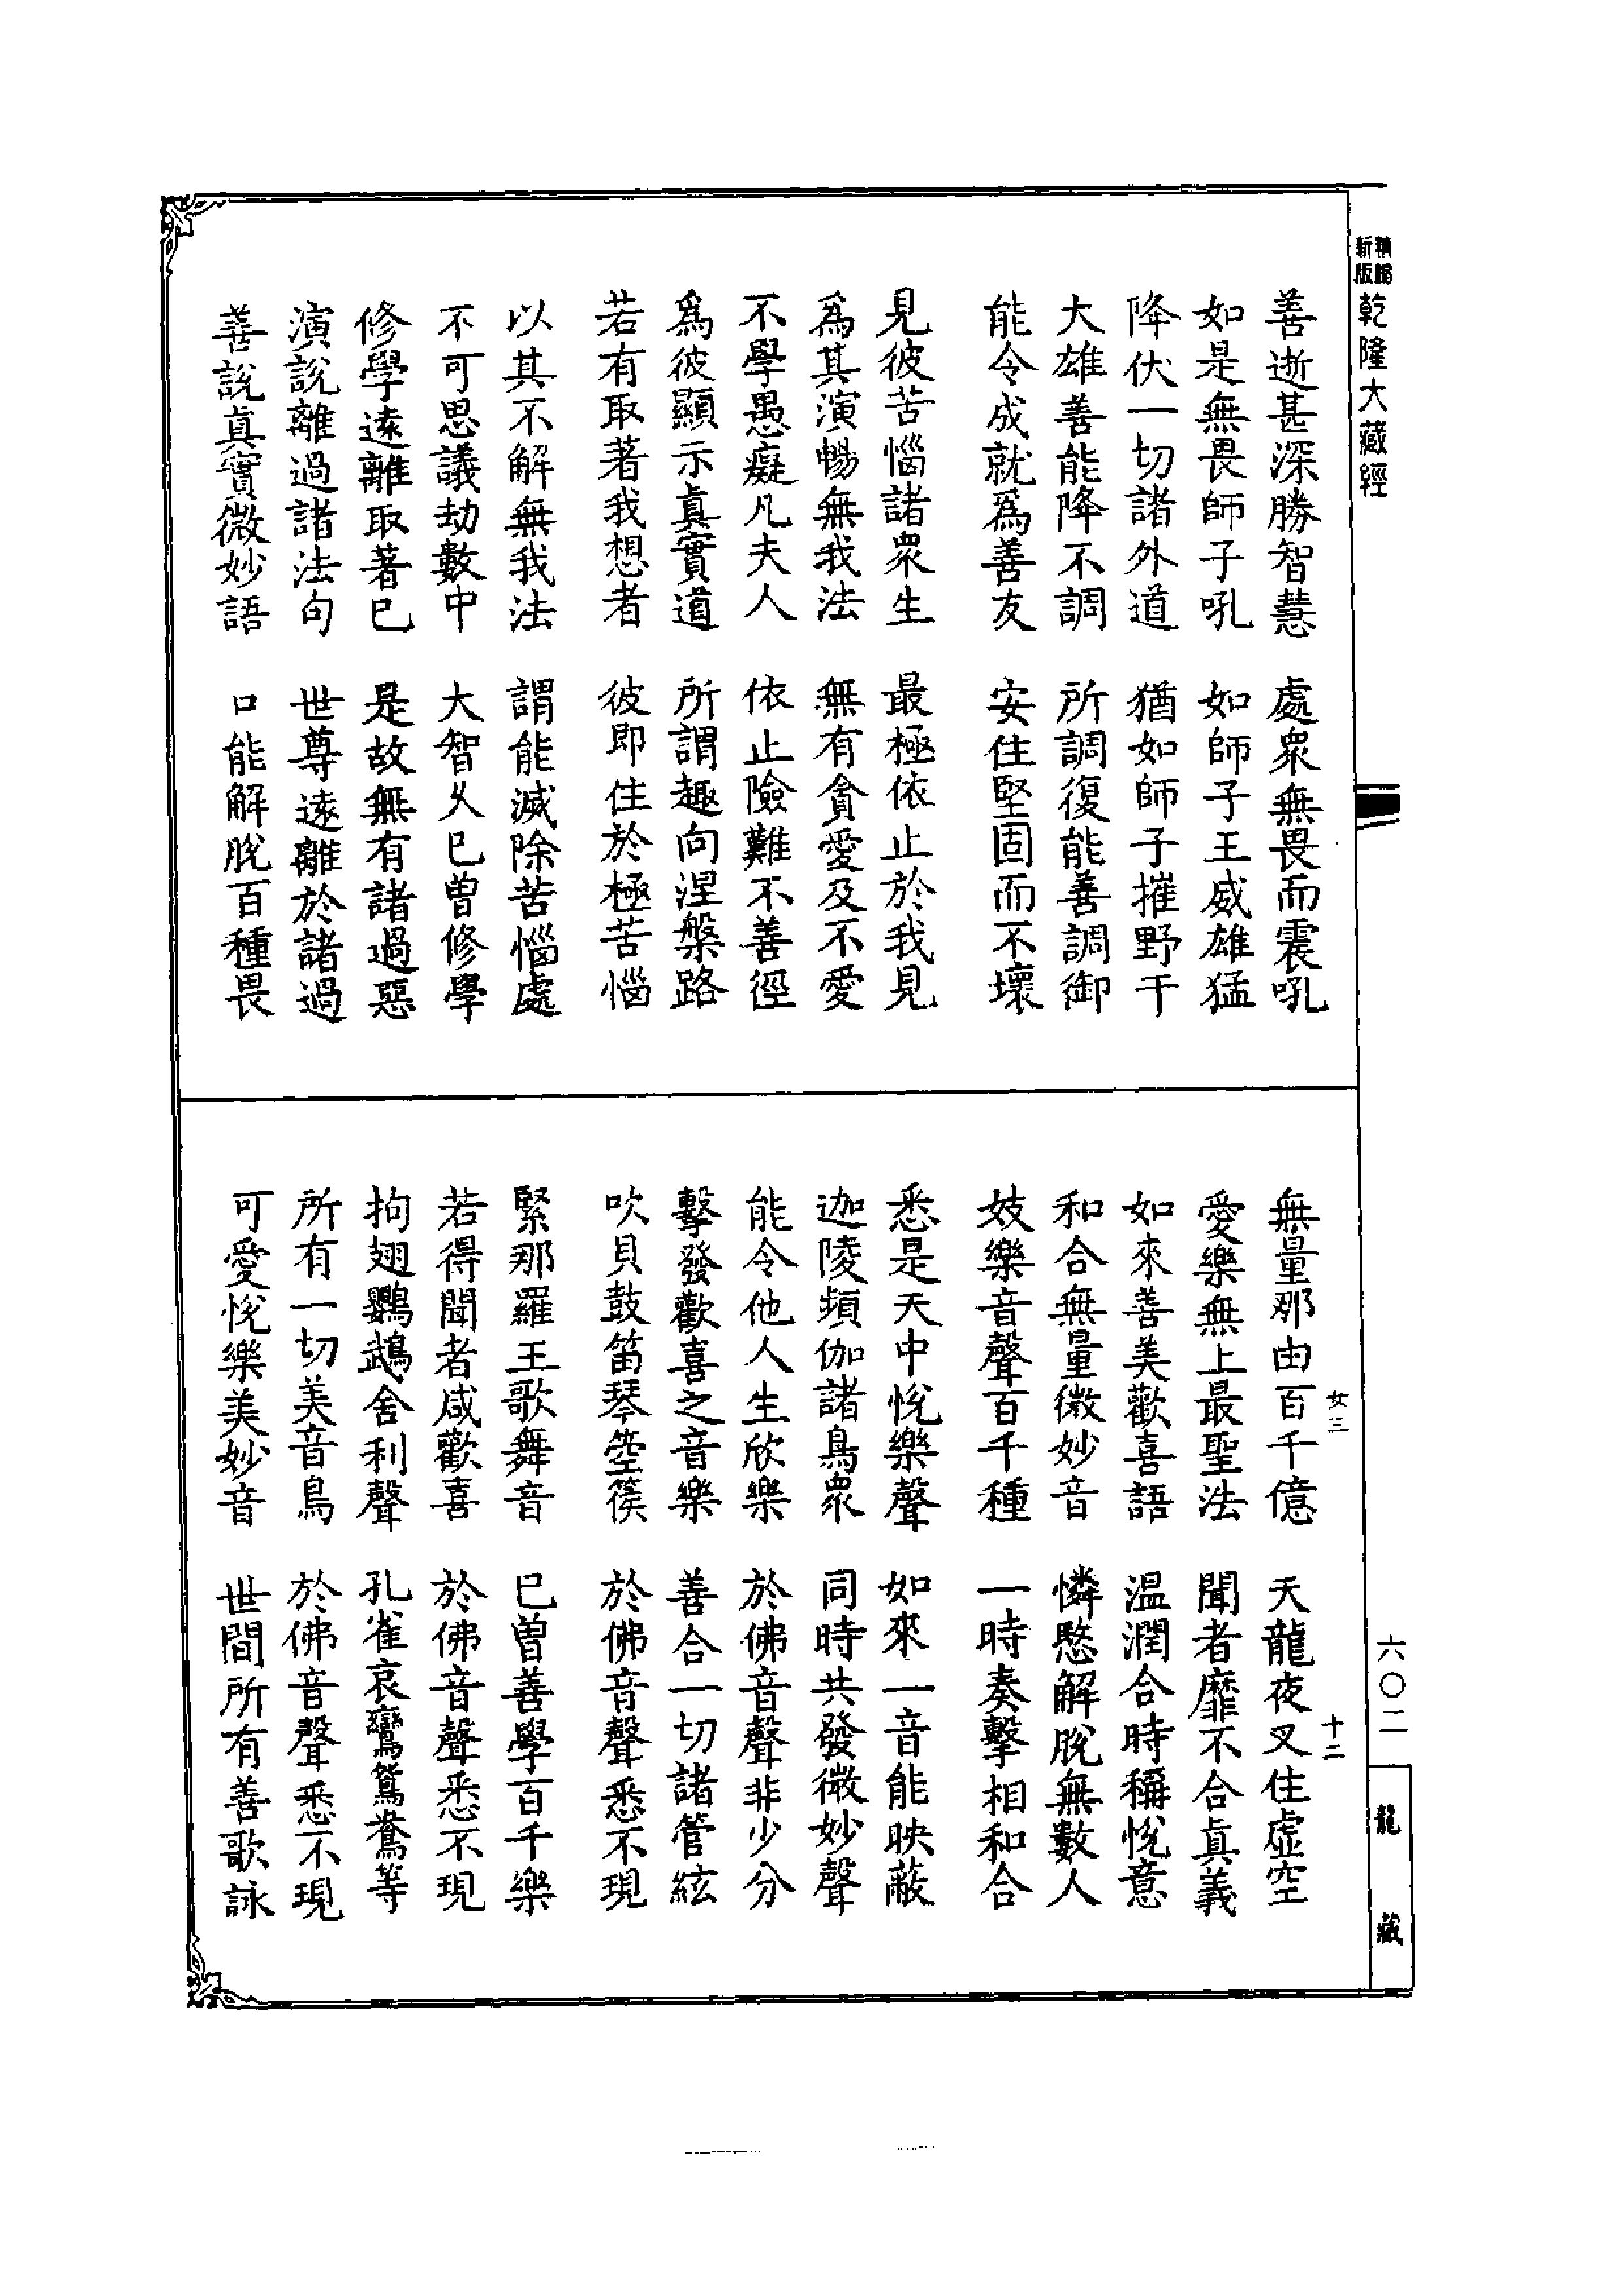 新版
精縮
乾隆大藏經
善逝甚深勝智慧　處衆無畏而震吼
如是無畏師子吼　如師子王威雄猛
降伏一切諸外道　猶如師子摧野干
大雄善能降不調　所調復能善調御
能令成就爲善友　安住堅固而不壞
見彼苦惱諸衆生　最極依止於我見
爲其演暢無我法　無有貪愛及不愛
不學愚癡凡夫人　依止險難不善徑
爲彼顯示真實道　所謂趣向涅槃路
若有取著我想者　彼即住於極苦惱
以其不解無我法　謂能滅除苦惱處
不可思議劫數中　大智久已曾修學
修學遠離取著已　是故無有諸過惡
演說離過諸法句　世尊遠離於諸過
善說真實微妙語　口能解脫百種畏
無量那由百千億　天龍夜叉住虛空
愛樂無上最聖法　聞者靡不合真義
如來善美歡喜語　温潤合時稱悅意
和合無量微妙音　憐愍解脫無數人
妓樂音聲百千種　一時奏擊相和合
悉是天中悅樂聲　如來一音能映蔽
迦陵頻伽諸鳥衆　同時共發微妙聲
能令他人生欣樂　於佛音聲非少分
擊發歡喜之音樂　善合一切諸管絃
吹貝鼓笛琴箜篌　於佛音聲悉不現
緊那羅王歌舞音　已曾善學百千樂
若得聞者咸歡喜　於佛音聲悉不現
拘翅鸚鵡舍利聲　孔雀哀鸞鴛鴦等
所有一切美音鳥　於佛音聲悉不現
可愛悅樂美妙音　世間所有善歌詠
女三
十二
六〇二
龍藏